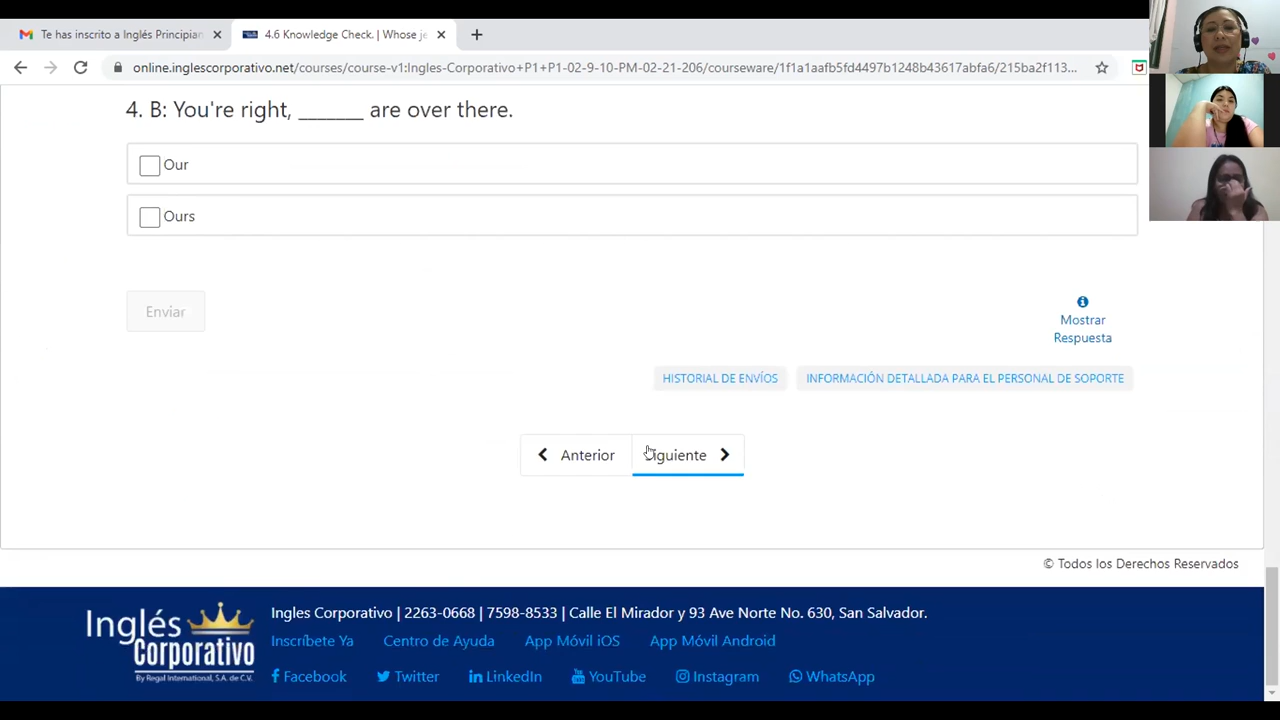 Te has inscrito a Inglés Principian
4.6 Knowledge Check. | Whose je
online.inglescorporativo.net/courses/course-v1:Ingles-Corporativo+P1+P1-02-9-10-PM-02-21-206/courseware/1f1a1aafb5fd4497b1248b43617abfa6/215ba2f113...
4. B: You're right, _______ are over there.
Our
Ours
Enviar
Mostrar
Respuesta
HISTORIAL DE ENVÍOS
INFORMACIÓN DETALLADA PARA EL PERSONAL DE SOPORTE
Anterior
Siguiente
© Todos los Derechos Reservados
Inglés
Corporativo
By Regal International, S.A. de C.V.
Ingles Corporativo | 2263-0668 | 7598-8533 | Calle El Mirador y 93 Ave Norte No. 630, San Salvador.
Inscríbete Ya Centro de Ayuda App Móvil iOS App Móvil Android
Facebook Twitter LinkedIn YouTube Instagram WhatsApp